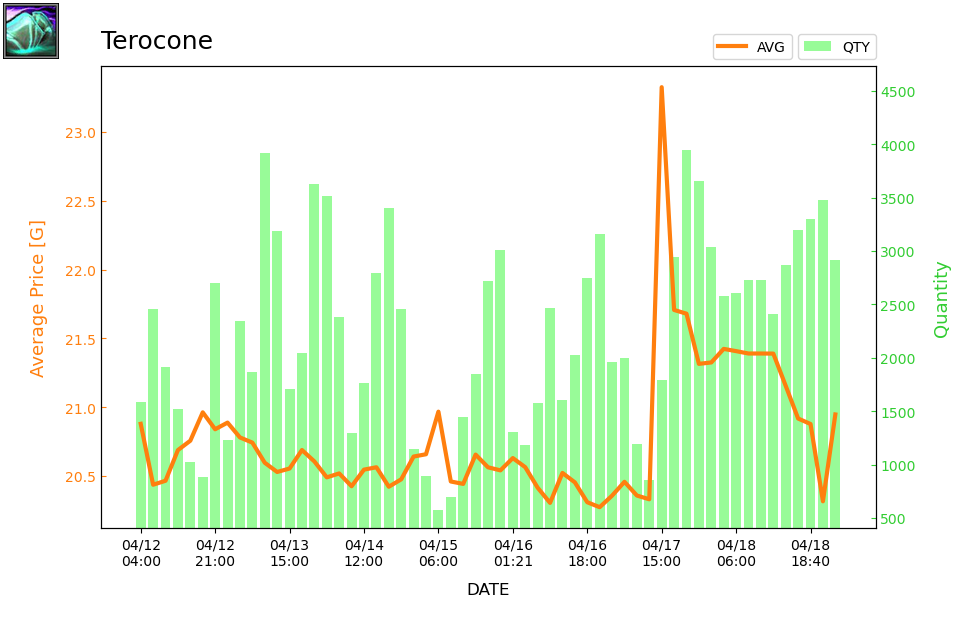 Terocone
AVG
QTY
Average Price [G]
23.0
22.5
22.0
21.5
21.0
20.5
4500
4000
3500
3000
2500
2000
1500
1000
500
Quantity
04/12 04/12 04/13 04/14 04/15 04/16 04/16 04/17 04/18 04/18
04:00 21:00 15:00 12:00 06:00 01:21 18:00 15:00 06:00 18:40
DATE